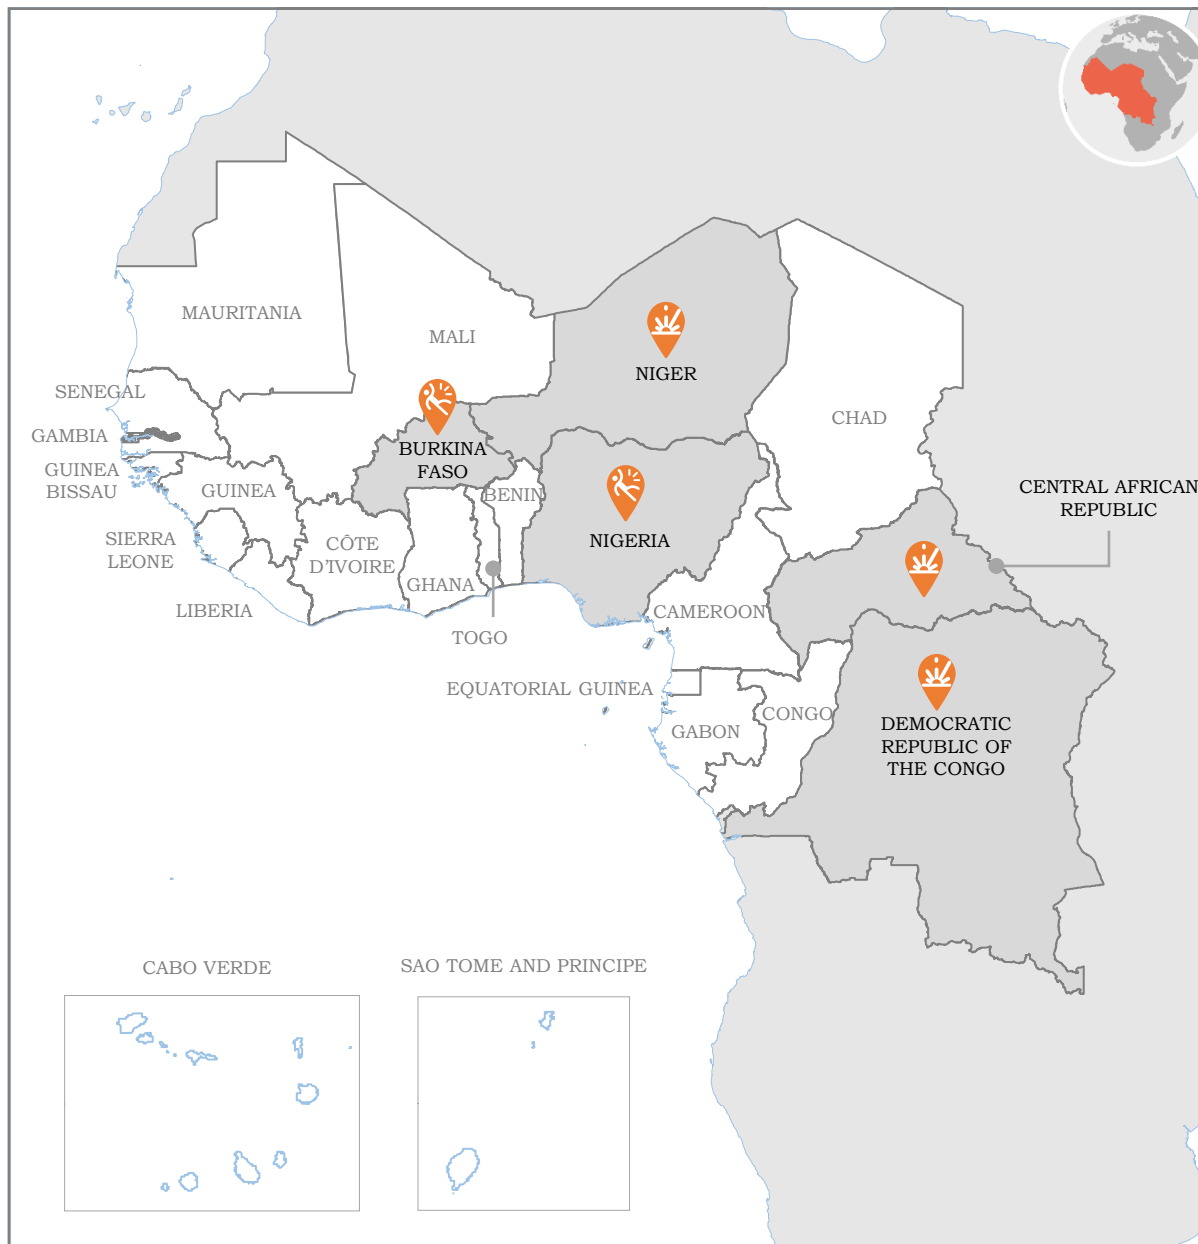 MAURITANIA
MALI
NIGER
SENEGAL
CHAD
GAMBIA
BURKINA
FASO
GUINEA
BISSAU
GUINEA
BENIN
CENTRAL AFRICAN
REPUBLIC
SIERRA
LEONE
CÔTE
D'IVOIRE
NIGERIA
GHANA
LIBERIA
CAMEROON
TOGO
EQUATORIAL GUINEA
GABON
CONGO
DEMOCRATIC
REPUBLIC OF
THE CONGO
CABO VERDE
SAO TOME AND PRINCIPE